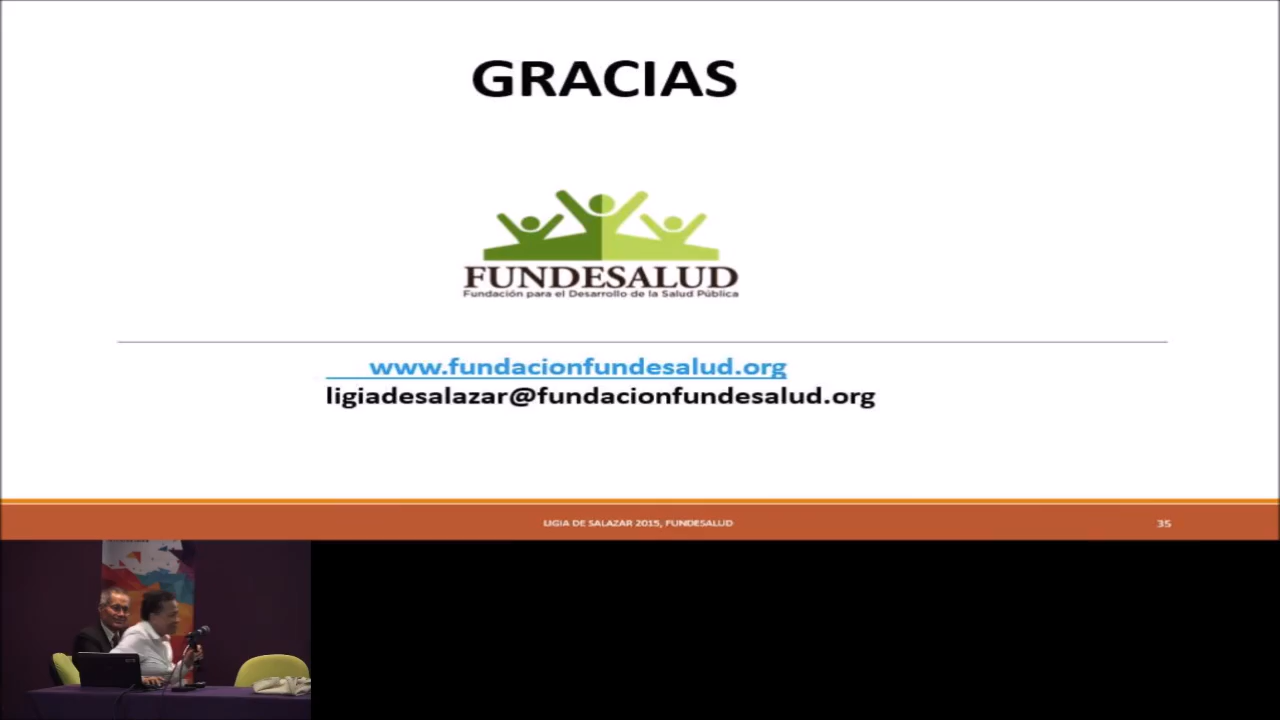 GRACIAS
FUNDESALUD
Fundación para el Desarrollo de la Salud Pública
www.fundacionfundesalud.org
ligiadesalazar@fundacionfundesalud.org
LIGIA DE SALAZAR 2015, FUNDESALUD
35